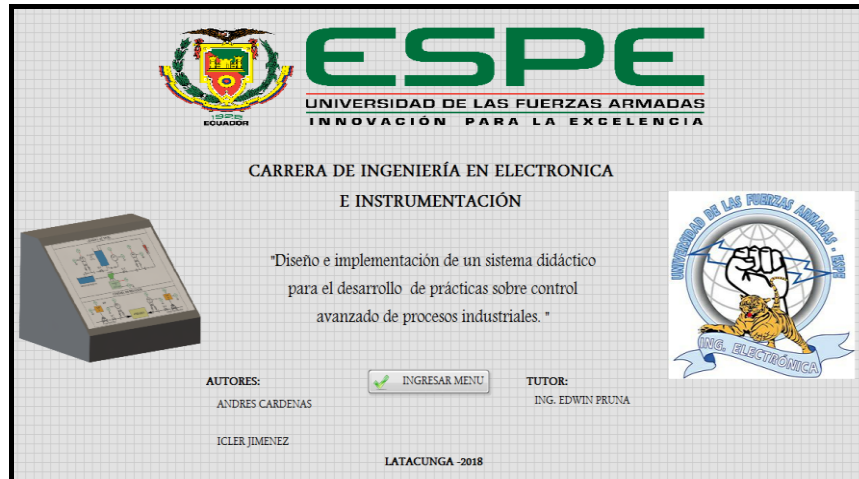 ESPE
UNIVERSIDAD DE LAS FUERZAS ARMADAS
INNOVACIÓN PARA LA EXCELENCIA
1922
ECUADOR
CARRERA DE INGENIERÍA EN ELECTRONICA
E INSTRUMENTACIÓN
"Diseño e implementación de un sistema didáctico
para el desarrollo de prácticas sobre control
avanzado de procesos industriales. "
UNIVERSIDAD DE LAS FUERZAS ARMADAS - ESPE
ING. ELECTRÓNICA
AUTORES:
INGRESAR MENU
TUTOR:
ANDRES CARDENAS
ING. EDWIN PRUNA
ICLER JIMENEZ
LATACUNGA -2018